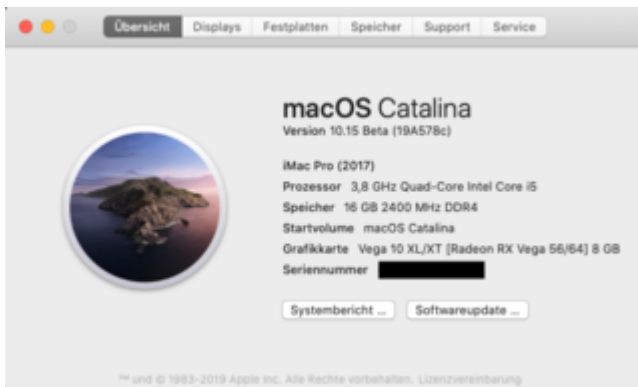 Übersicht Displays Festplatten Speicher Support Service
macOS Catalina
Version 10.15 Beta (19A578c)
iMac Pro (2017)
Prozessor 3,8 GHz Quad-Core Intel Core i5
Speicher 16 GB 2400 MHz DDR4
Startvolume macOS Catalina
Grafikkarte Vega 10 XL/XT [Radeon RX Vega 56/64] 8 GB
Seriennummer
Systembericht ... Softwareupdate ...
™ und © 1983-2019 Apple Inc. Alle Rechte vorbehalten. Lizenzvereinbarung